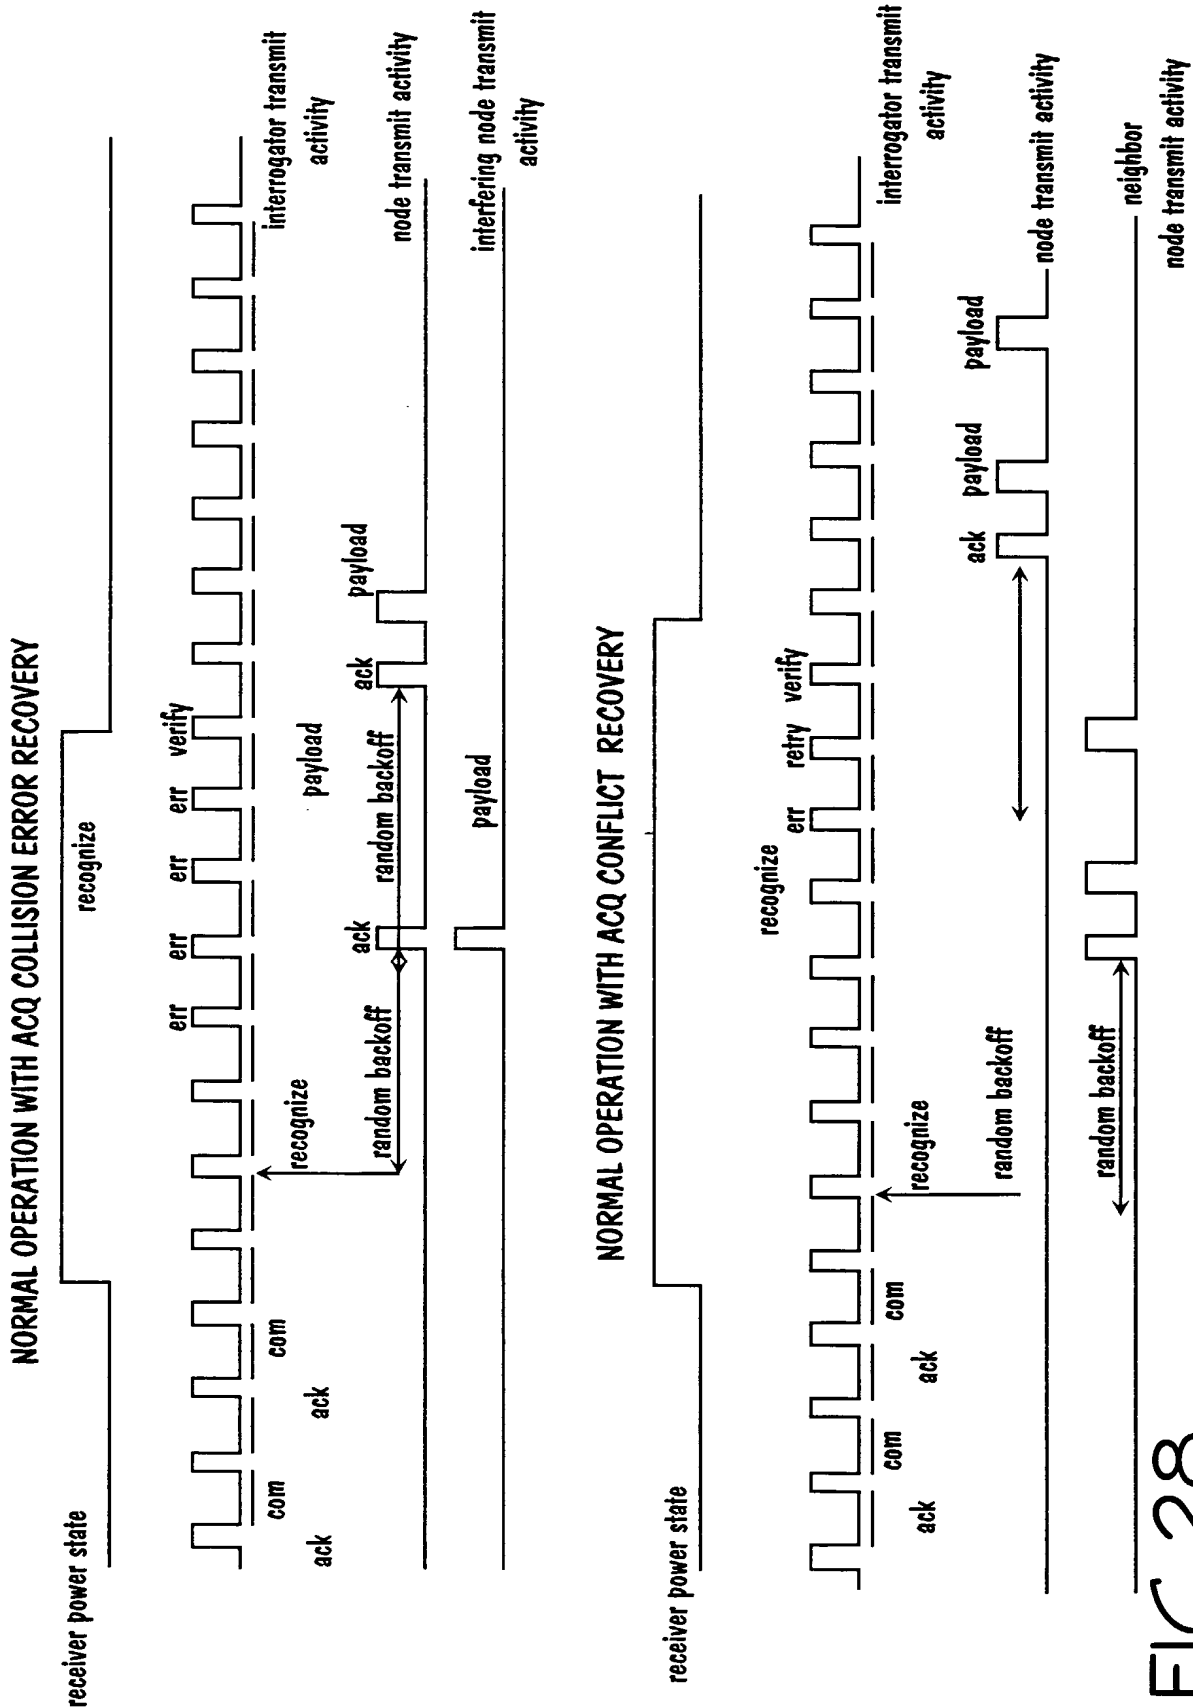 NORMAL OPERATION WITH ACQ COLLISION ERROR RECOVERY
receiver power state
recognize
err
err
err
err
verify
interrogator transmit
activity
com
com
ack
ack
recognize
payload
random backoff
random backoff
ack
ack
payload
node transmit activity
payload
interfering node transmit
activity
NORMAL OPERATION WITH ACQ CONFLICT RECOVERY
receiver power state
recognize
err
retry
verify
interrogator transmit
activity
com
com
ack
ack
recognize
random backoff
ack
payload
payload
node transmit activity
random backoff
neighbor
node transmit activity
FIG 28